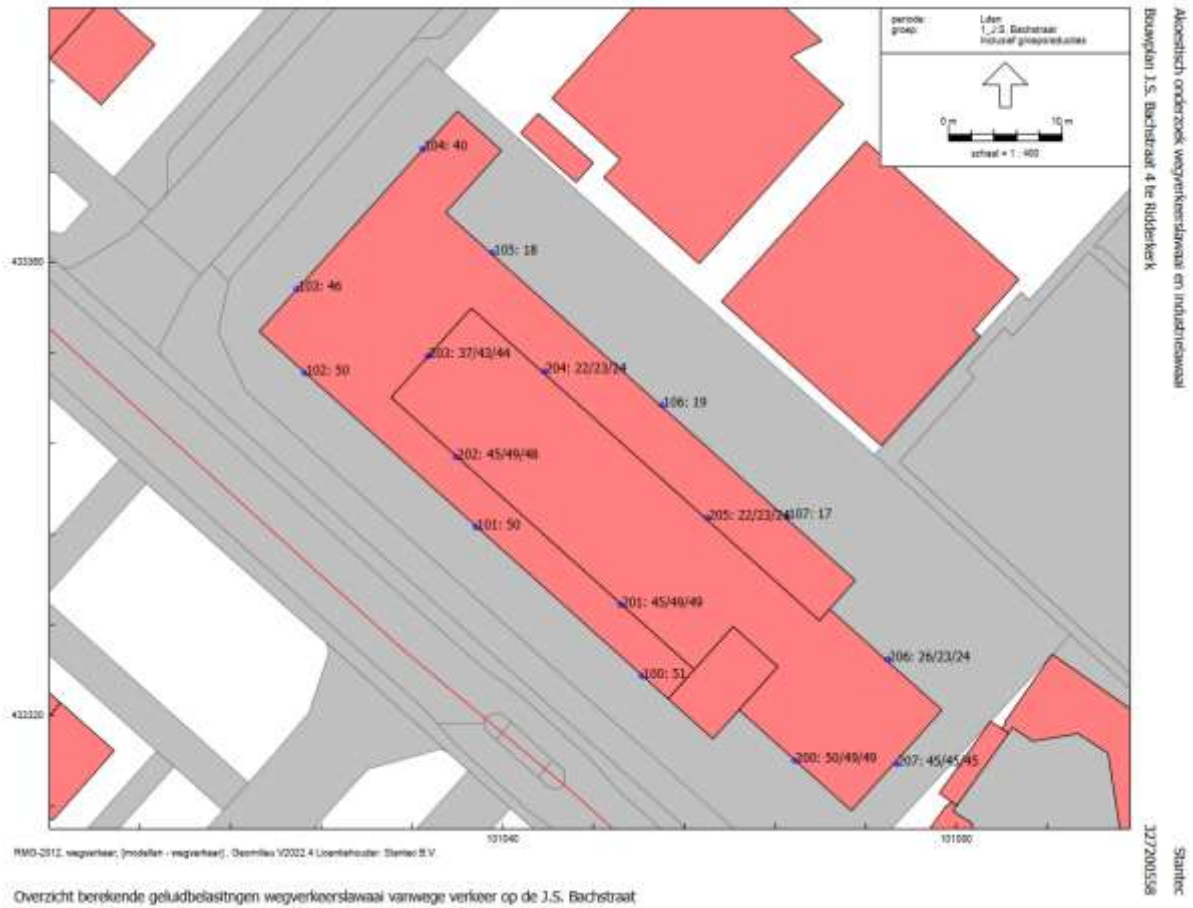 Akoestisch onderzoek wegverkeerslawaai en industrielawaai
Bouwplan J.S. Bachstraat 4 te Ridderkerk
Stantec
327200558
periode: Lden
groep: 1_J.S. Bachstraat
Inclusief groepsreducties
0 m 10 m
schaal = 1 : 400
104: 40
105: 18
433360
103: 46
203: 37/43/44
204: 22/23/24
102: 50
106: 19
202: 45/49/48
205: 22/23/24
107: 17
101: 50
201: 45/49/49
206: 26/23/24
100: 51
433320
200: 50/49/49
207: 45/45/45
101040
101080
RMG-2012, wegverkeer, [modellen - wegverkeer], Geomilieu V2022.4 Licentiehouder: Stantec B.V.
Overzicht berekende geluidbelasitngen wegverkeerslawaai vanwege verkeer op de J.S. Bachstraat